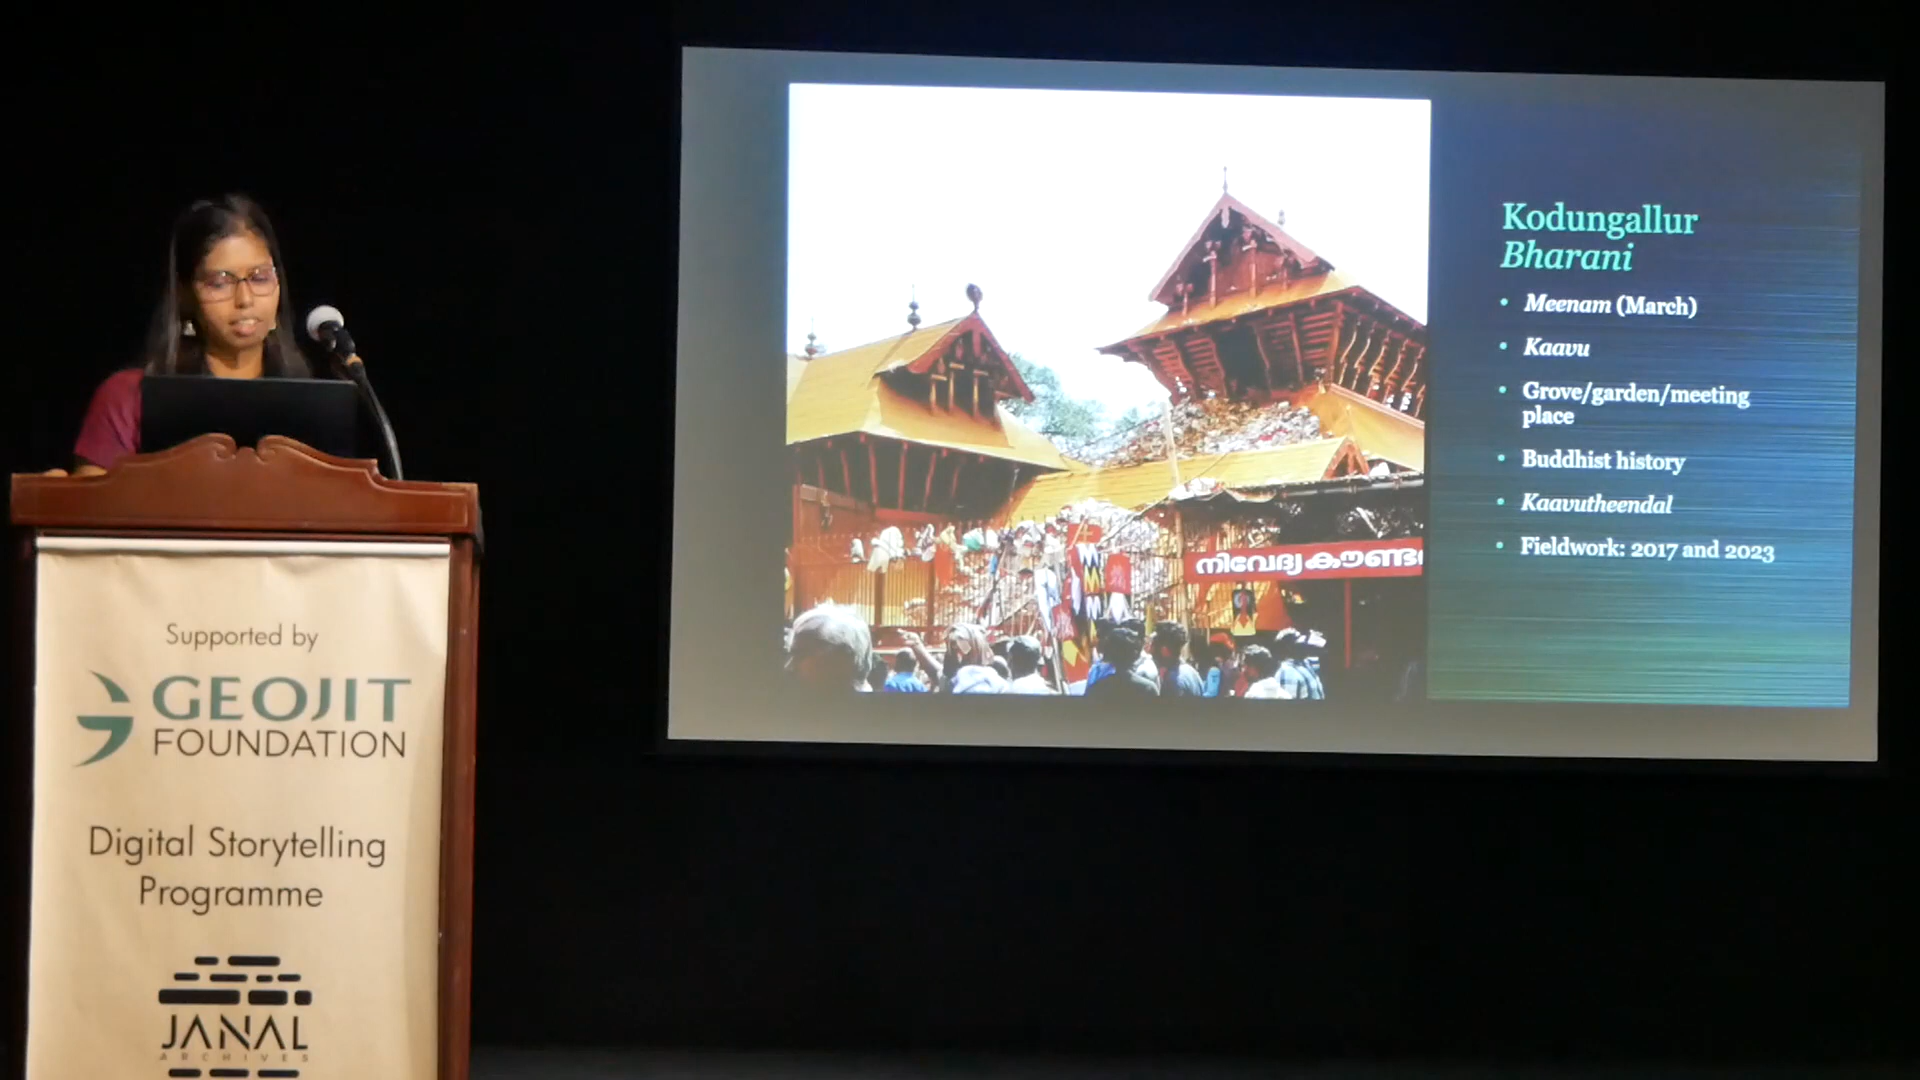 Kodungallur
Bharani
• Meenam (March)
• Kaavu
• Grove/garden/meeting
place
• Buddhist history
• Kaavutheendal
• Fieldwork: 2017 and 2023
Supported by
GEOJIT
FOUNDATION
Digital Storytelling
Programme
JANAL
ARCHIVES